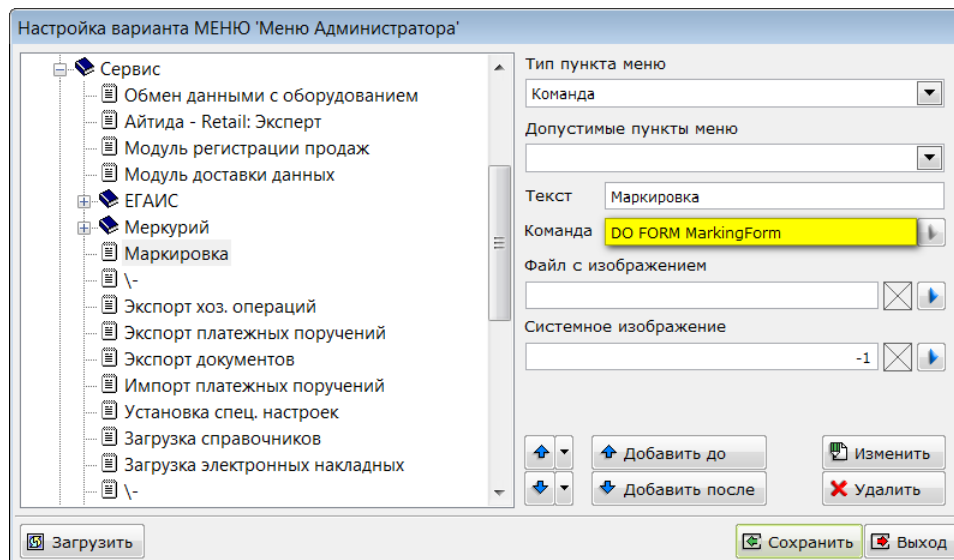 Настройка варианта МЕНЮ 'Меню Администратора'
Сервис
Обмен данными с оборудованием
Айтида - Retail: Эксперт
Модуль регистрации продаж
Модуль доставки данных
ЕГАИС
Меркурий
Маркировка
\-
Экспорт хоз. операций
Экспорт платежных поручений
Экспорт документов
Импорт платежных поручений
Установка спец. настроек
Загрузка справочников
Загрузка электронных накладных
\-
Тип пункта меню
Команда
Допустимые пункты меню
Текст Маркировка
Команда DO FORM MarkingForm
Файл с изображением
Системное изображение
-1
Добавить до Изменить
Добавить после Удалить
Загрузить Сохранить Выход